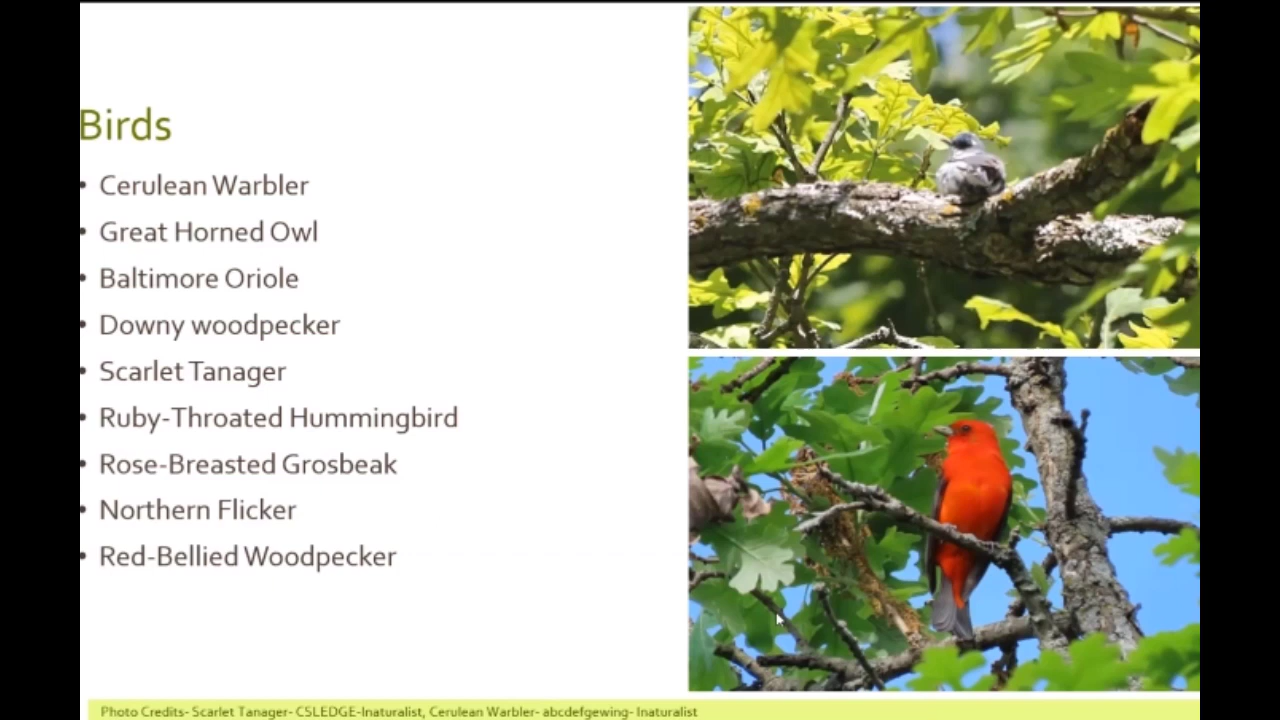 Birds
• Cerulean Warbler
• Great Horned Owl
• Baltimore Oriole
• Downy woodpecker
• Scarlet Tanager
• Ruby-Throated Hummingbird
• Rose-Breasted Grosbeak
• Northern Flicker
• Red-Bellied Woodpecker
Photo Credits- Scarlet Tanager- CSLEDGE-Inaturalist, Cerulean Warbler- abcdefgewing- Inaturalist